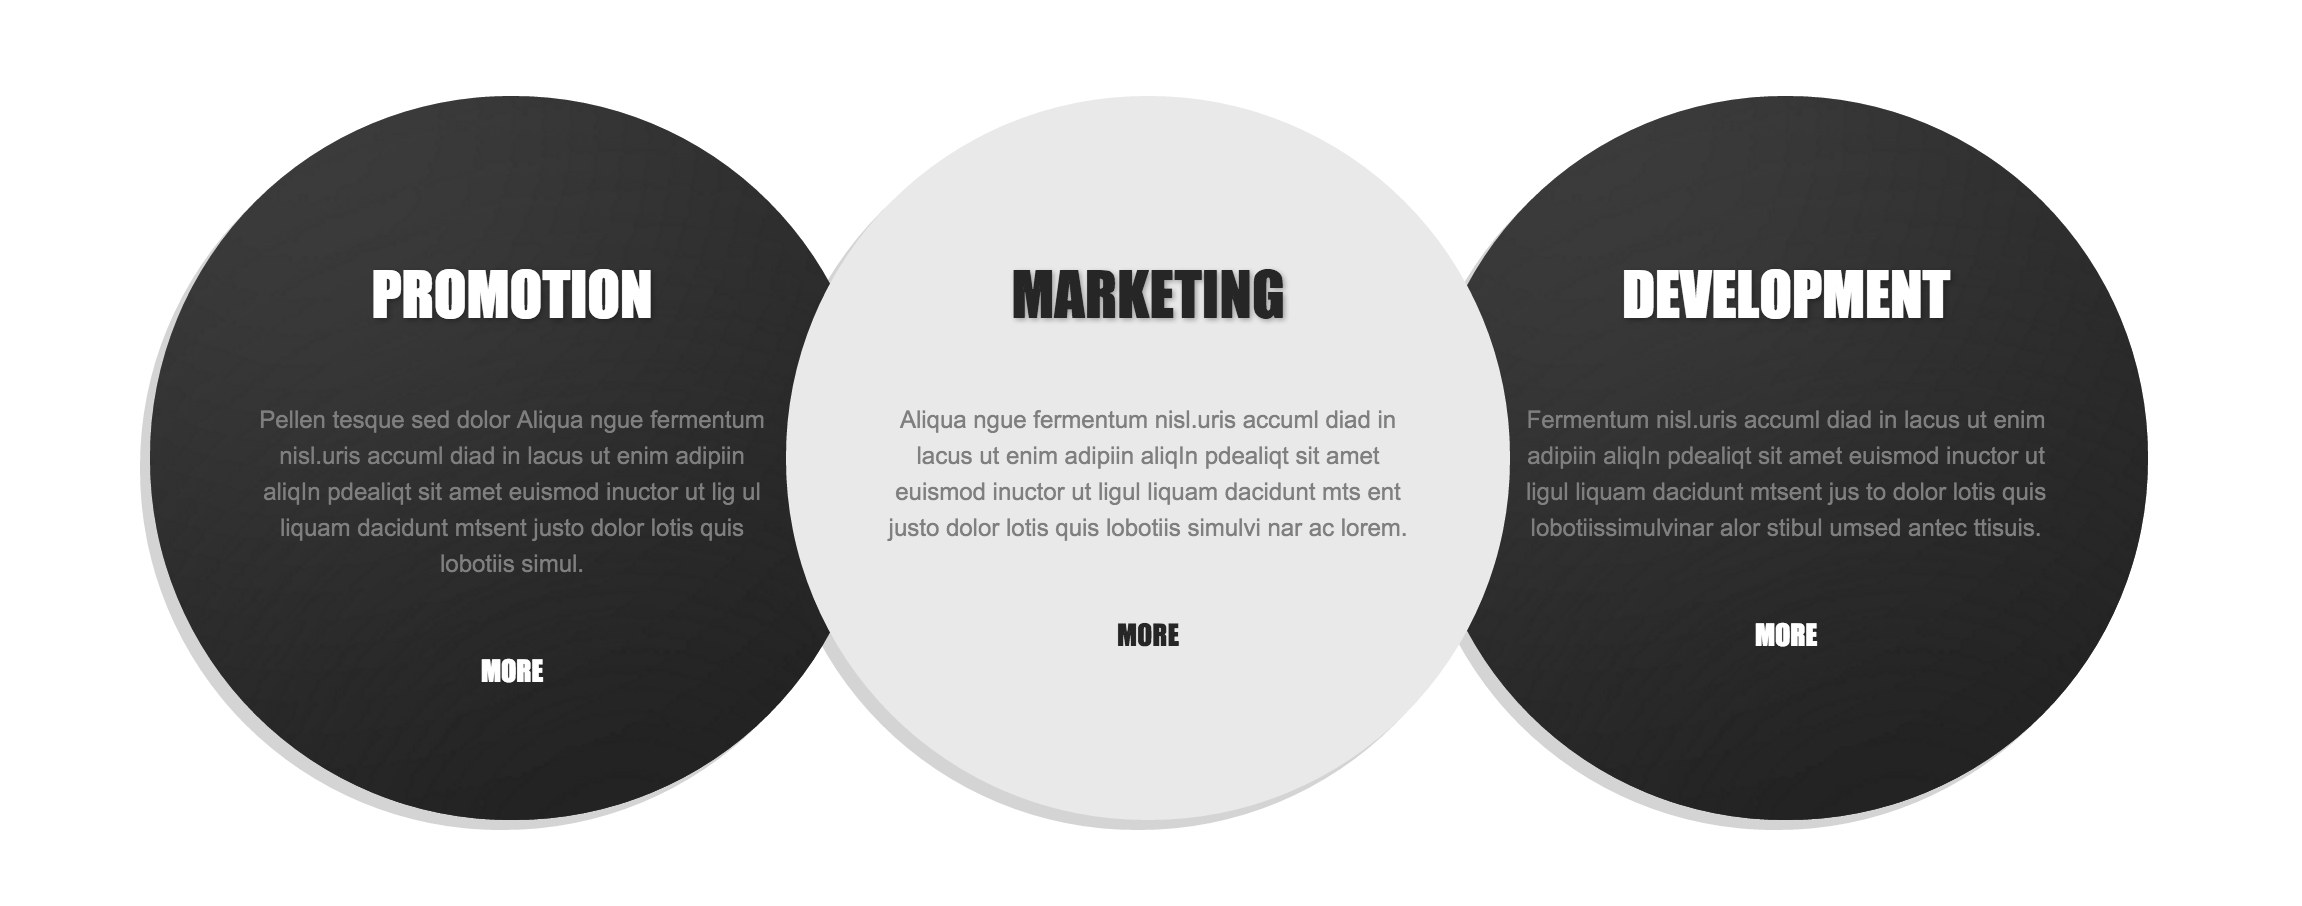 PROMOTION
Pellen tesque sed dolor Aliqua ngue fermentum
nisl.uris accuml diad in lacus ut enim adipiin
aliqIn pdealiqt sit amet euismod inuctor ut lig ul
liquam dacidunt mtsent justo dolor lotis quis
lobotiis simul.
MORE
MARKETING
Aliqua ngue fermentum nisl.uris accuml diad in
lacus ut enim adipiin aliqIn pdealiqt sit amet
euismod inuctor ut ligul liquam dacidunt mts ent
justo dolor lotis quis lobotiis simulvi nar ac lorem.
MORE
DEVELOPMENT
Fermentum nisl.uris accuml diad in lacus ut enim
adipiin aliqIn pdealiqt sit amet euismod inuctor ut
ligul liquam dacidunt mtsent jus to dolor lotis quis
lobotiissimulvinar alor stibul umsed antec ttisuis.
MORE